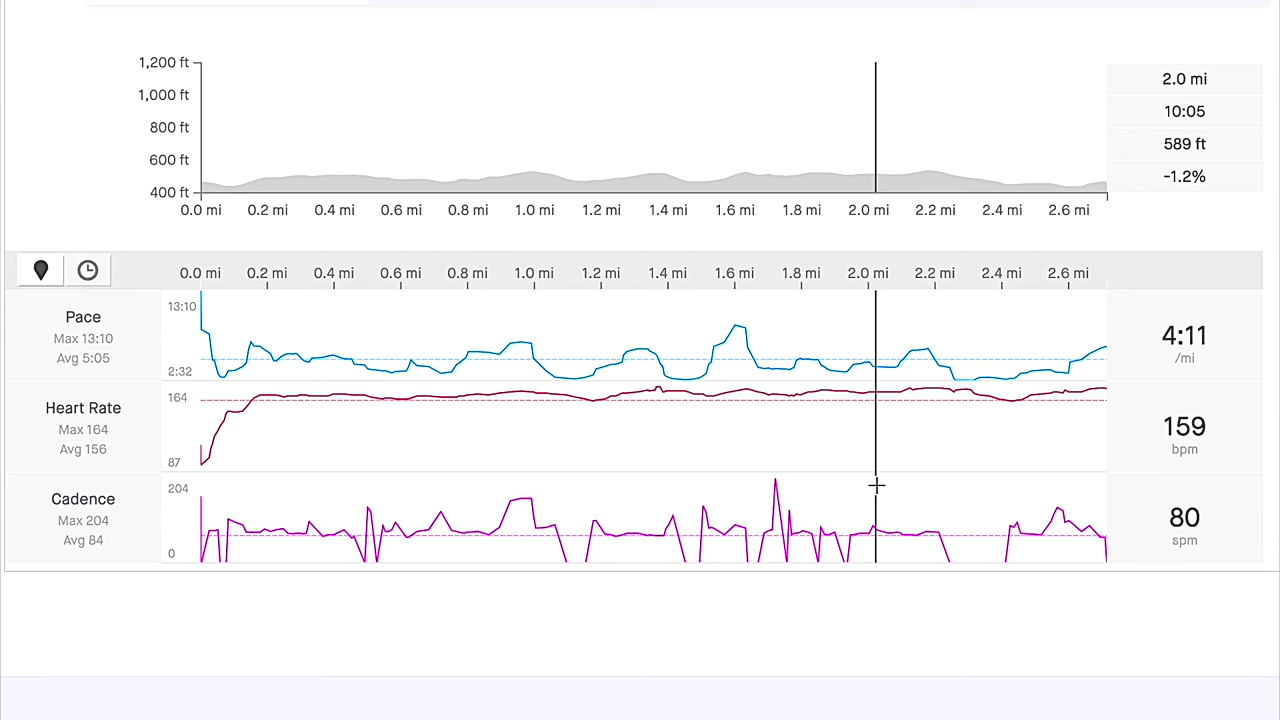 1,200 ft
1,000 ft
800 ft
600 ft
400 ft
0.0 mi 0.2 mi 0.4 mi 0.6 mi 0.8 mi 1.0 mi 1.2 mi 1.4 mi 1.6 mi 1.8 mi 2.0 mi 2.2 mi 2.4 mi 2.6 mi
2.0 mi
10:05
589 ft
-1.2%
0.0 mi 0.2 mi 0.4 mi 0.6 mi 0.8 mi 1.0 mi 1.2 mi 1.4 mi 1.6 mi 1.8 mi 2.0 mi 2.2 mi 2.4 mi 2.6 mi
Pace
Max 13:10
Avg 5:05
13:10
2:32
4:11
/mi
Heart Rate
Max 164
Avg 156
164
87
159
bpm
Cadence
Max 204
Avg 84
204
0
80
spm